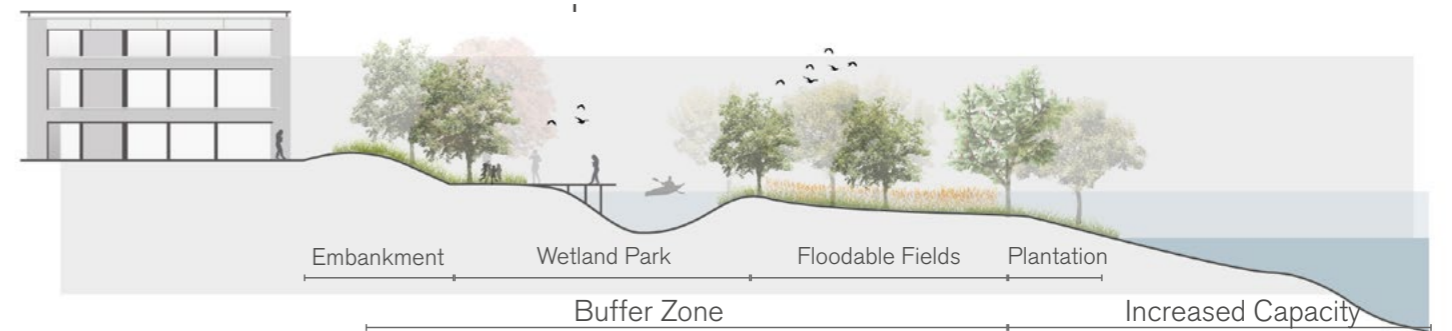 Embankment Wetland Park Floodable Fields Plantation
Buffer Zone Increased Capacity